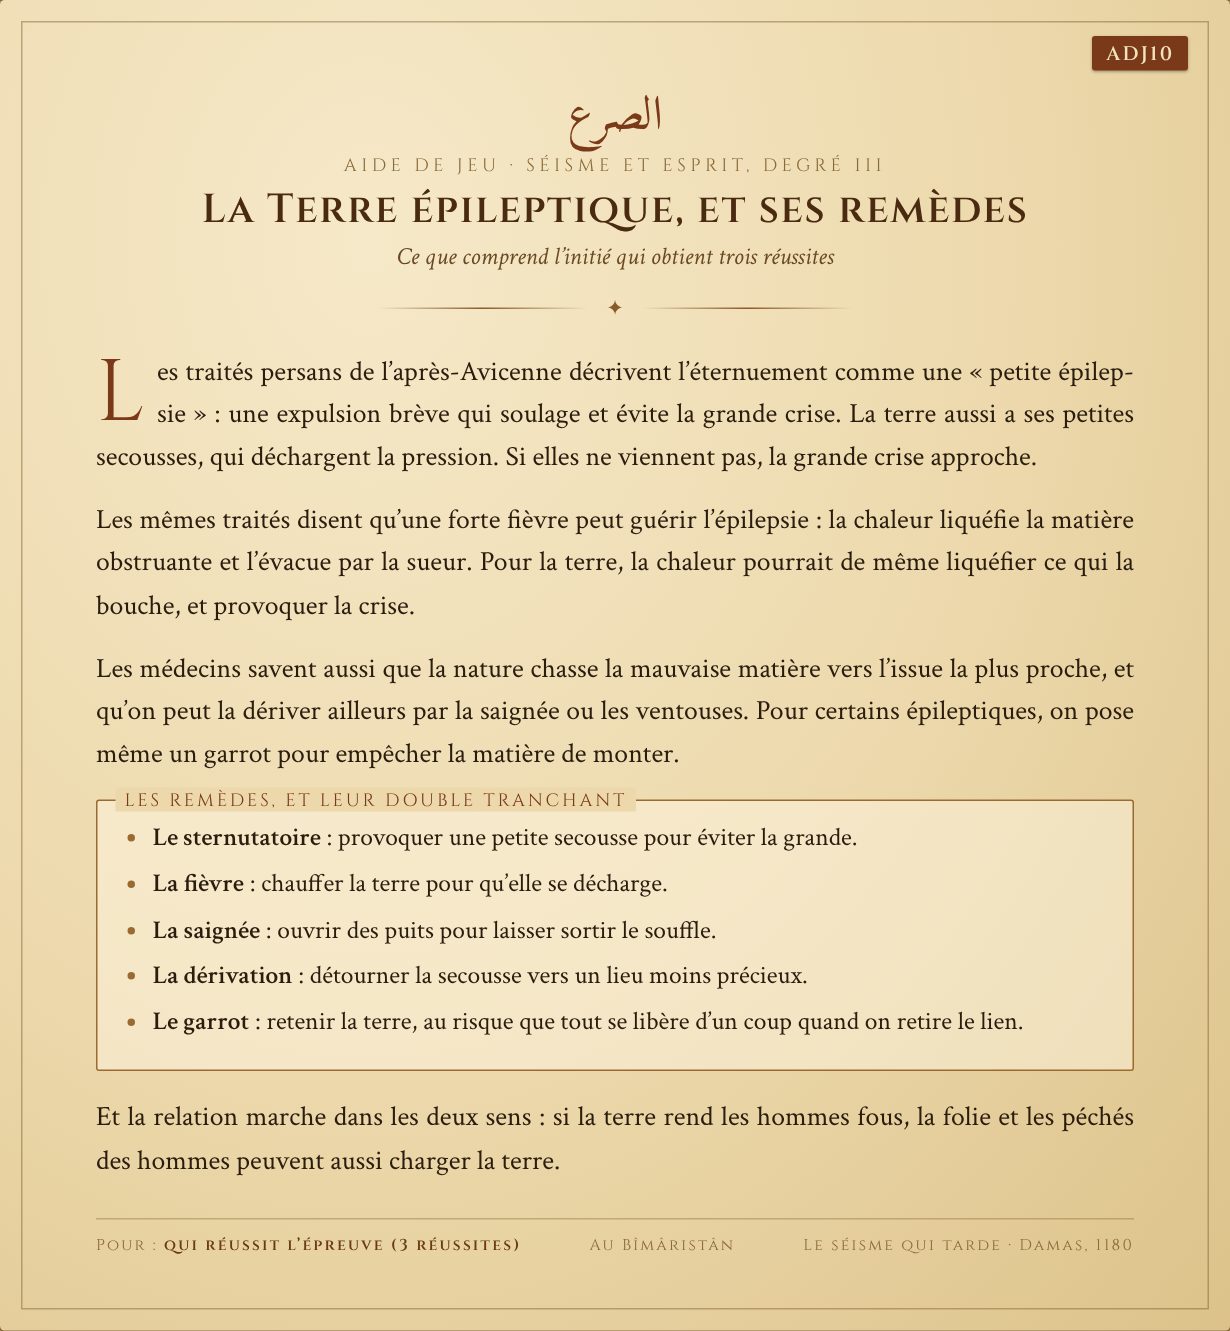 ADJ10
الصرع
AIDE DE JEU · SÉISME ET ESPRIT, DEGRÉ III
La Terre épileptique, et ses remèdes
Ce que comprend l’initié qui obtient trois réussites
Les traités persans de l’après-Avicenne décrivent l’éternuement comme une « petite épilep-
sie » : une expulsion brève qui soulage et évite la grande crise. La terre aussi a ses petites
secousses, qui déchargent la pression. Si elles ne viennent pas, la grande crise approche.
Les mêmes traités disent qu’une forte fièvre peut guérir l’épilepsie : la chaleur liquéfie la matière
obstruante et l’évacue par la sueur. Pour la terre, la chaleur pourrait de même liquéfier ce qui la
bouche, et provoquer la crise.
Les médecins savent aussi que la nature chasse la mauvaise matière vers l’issue la plus proche, et
qu’on peut la dériver ailleurs par la saignée ou les ventouses. Pour certains épileptiques, on pose
même un garrot pour empêcher la matière de monter.
LES REMÈDES, ET LEUR DOUBLE TRANCHANT
• Le sternutatoire : provoquer une petite secousse pour éviter la grande.
• La fièvre : chauffer la terre pour qu’elle se décharge.
• La saignée : ouvrir des puits pour laisser sortir le souffle.
• La dérivation : détourner la secousse vers un lieu moins précieux.
• Le garrot : retenir la terre, au risque que tout se libère d’un coup quand on retire le lien.
Et la relation marche dans les deux sens : si la terre rend les hommes fous, la folie et les péchés
des hommes peuvent aussi charger la terre.
Pour : qui réussit l’épreuve (3 réussites)
Au Bîmâristân
Le séisme qui tarde · Damas, 1180